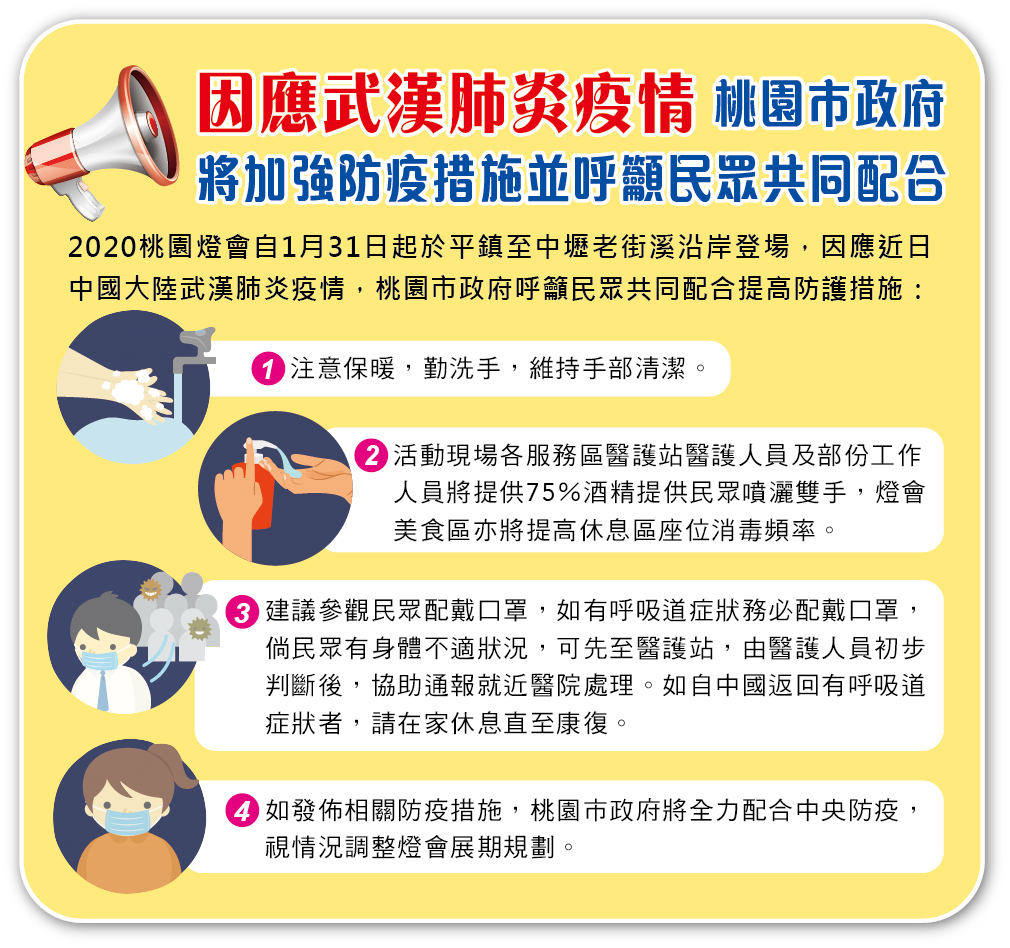 因應武漢肺炎疫情 桃園市政府
將加強防疫措施並呼籲民眾共同配合
2020桃園燈會自1月31日起於平鎮至中壢老街溪沿岸登場，因應近日
中國大陸武漢肺炎疫情，桃園市政府呼籲民眾共同配合提高防護措施：
1 注意保暖，勤洗手，維持手部清潔。
2 活動現場各服務區醫護站醫護人員及部份工作
人員將提供75%酒精提供民眾噴灑雙手，燈會
美食區亦將提高休息區座位消毒頻率。
3 建議參觀民眾配戴口罩，如有呼吸道症狀務必配戴口罩，
倘民眾有身體不適狀況，可先至醫護站，由醫護人員初步
判斷後，協助通報就近醫院處理。如自中國返回有呼吸道
症狀者，請在家休息直至康復。
4 如發佈相關防疫措施，桃園市政府將全力配合中央防疫，
視情況調整燈會展期規劃。